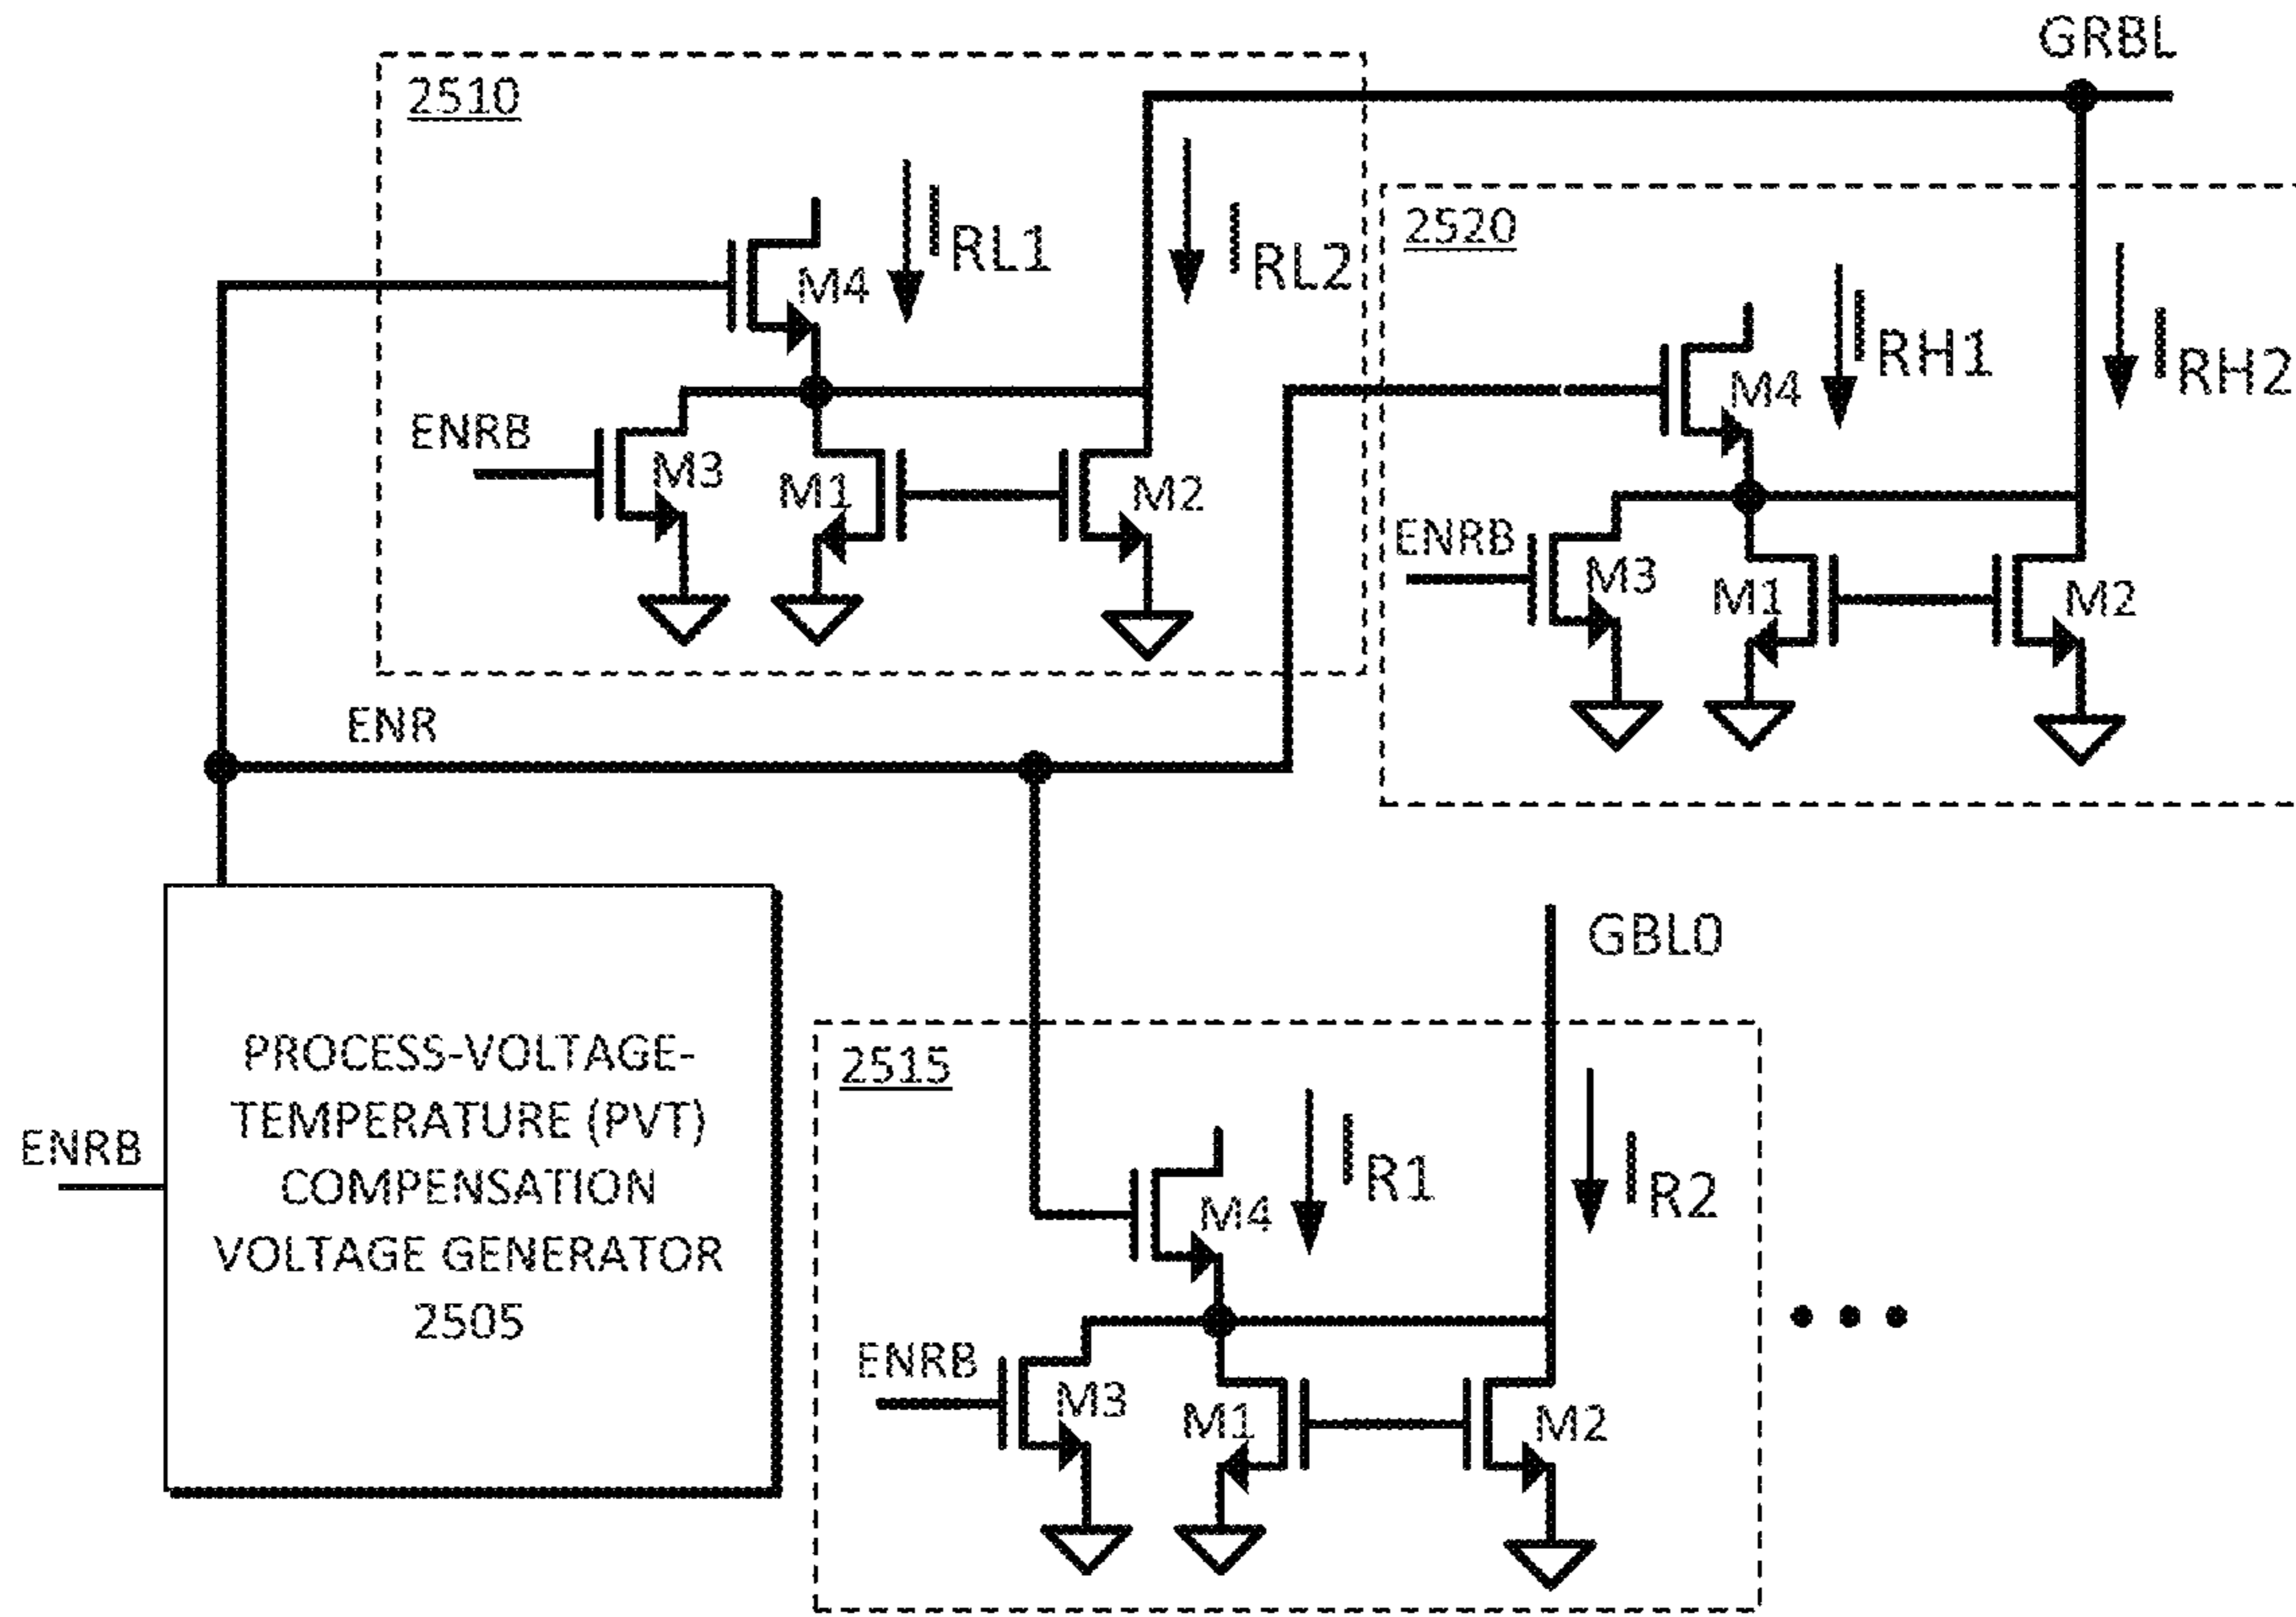 GRBL
2510
IRL1
IRL2
M4
2520
IRH1
IRH2
M4
ENRB
M3
M1
M2
ENRB
M3
M1
M2
ENR
GBL0
PROCESS-VOLTAGE-
TEMPERATURE (PVT)
COMPENSATION
VOLTAGE GENERATOR
2505
ENRB
2515
IR1
IR2
M4
ENRB
M3
M1
M2